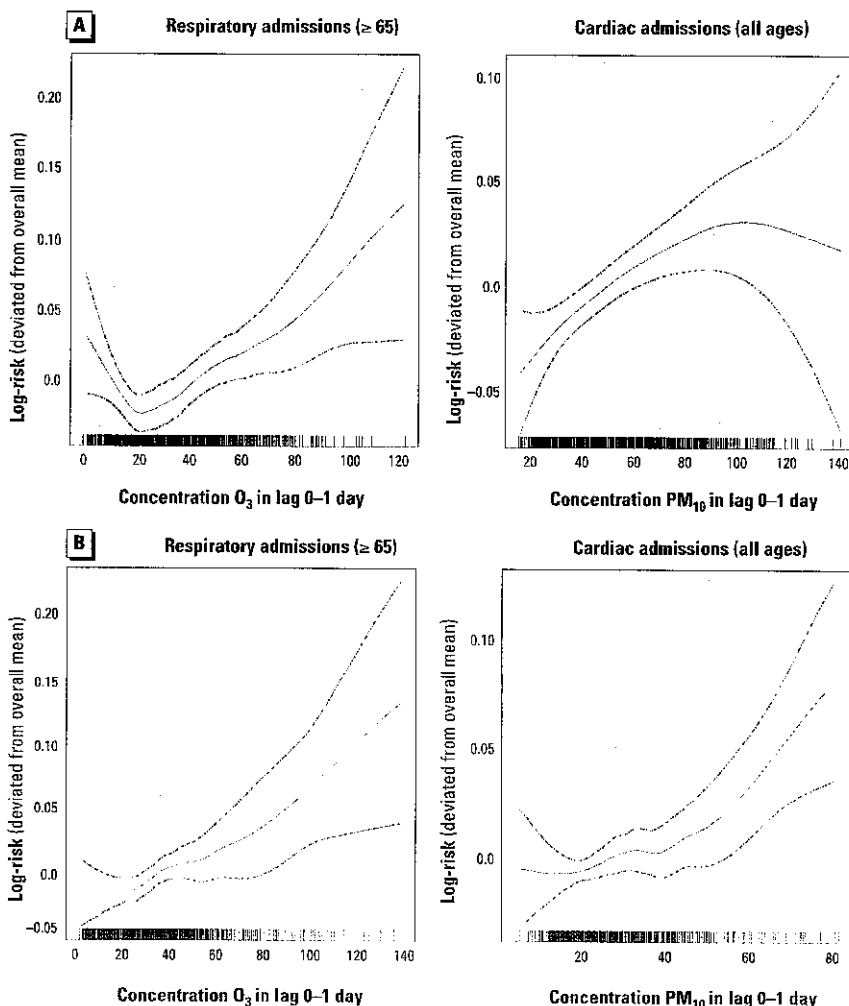 A
Respiratory admissions (≥ 65)
Log-risk (deviated from overall mean)
0.20
0.15
0.10
0.05
0.0
0 20 40 60 80 100 120
Concentration O₃ in lag 0–1 day
Cardiac admissions (all ages)
Log-risk (deviated from overall mean)
0.10
0.05
0.0
−0.05
20 40 60 80 100 120 140
Concentration PM₁₀ in lag 0–1 day
B
Respiratory admissions (≥ 65)
Log-risk (deviated from overall mean)
0.20
0.15
0.10
0.05
0.0
−0.05
0 20 40 60 80 100 120 140
Concentration O₃ in lag 0–1 day
Cardiac admissions (all ages)
Log-risk (deviated from overall mean)
0.10
0.05
0.0
20 40 60 80
Concentration PM₁₀ in lag 0–1 day